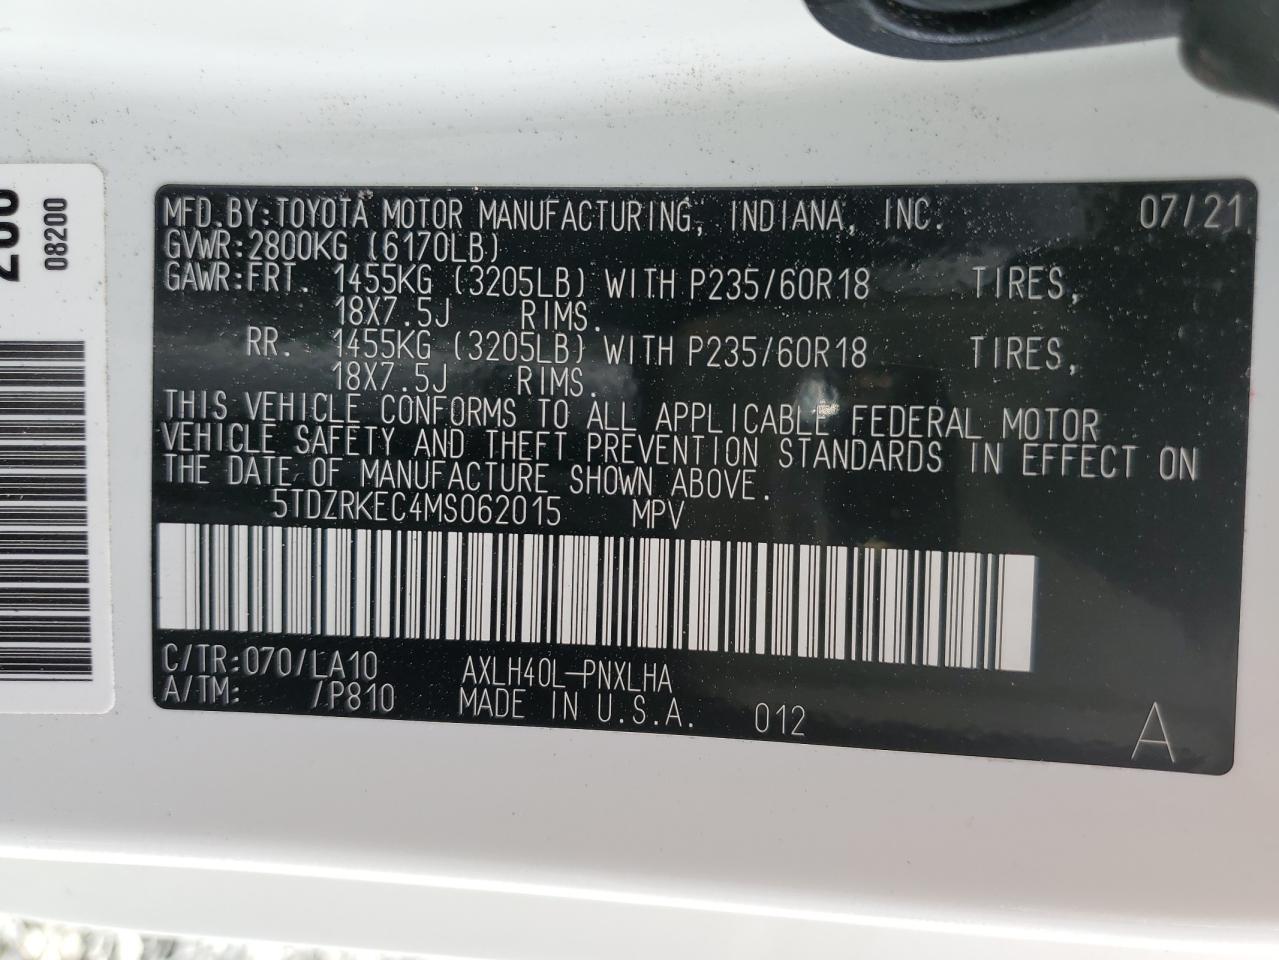 MFD. BY: TOYOTA MOTOR MANUFACTURING, INDIANA, INC. 07/21
GVWR: 2800KG (6170LB)
GAWR: FRT. 1455KG (3205LB) WITH P235/60R18 TIRES,
18X7.5J RIMS.
RR. 1455KG (3205LB) WITH P235/60R18 TIRES,
18X7.5J RIMS.
THIS VEHICLE CONFORMS TO ALL APPLICABLE FEDERAL MOTOR
VEHICLE SAFETY AND THEFT PREVENTION STANDARDS IN EFFECT ON
THE DATE OF MANUFACTURE SHOWN ABOVE.
5TDZRKEC4MS062015 MPV
C/TR: 070/LA10 AXLH40L-PNXLHA
A/TM: /P810 MADE IN U.S.A. 012 A
08200